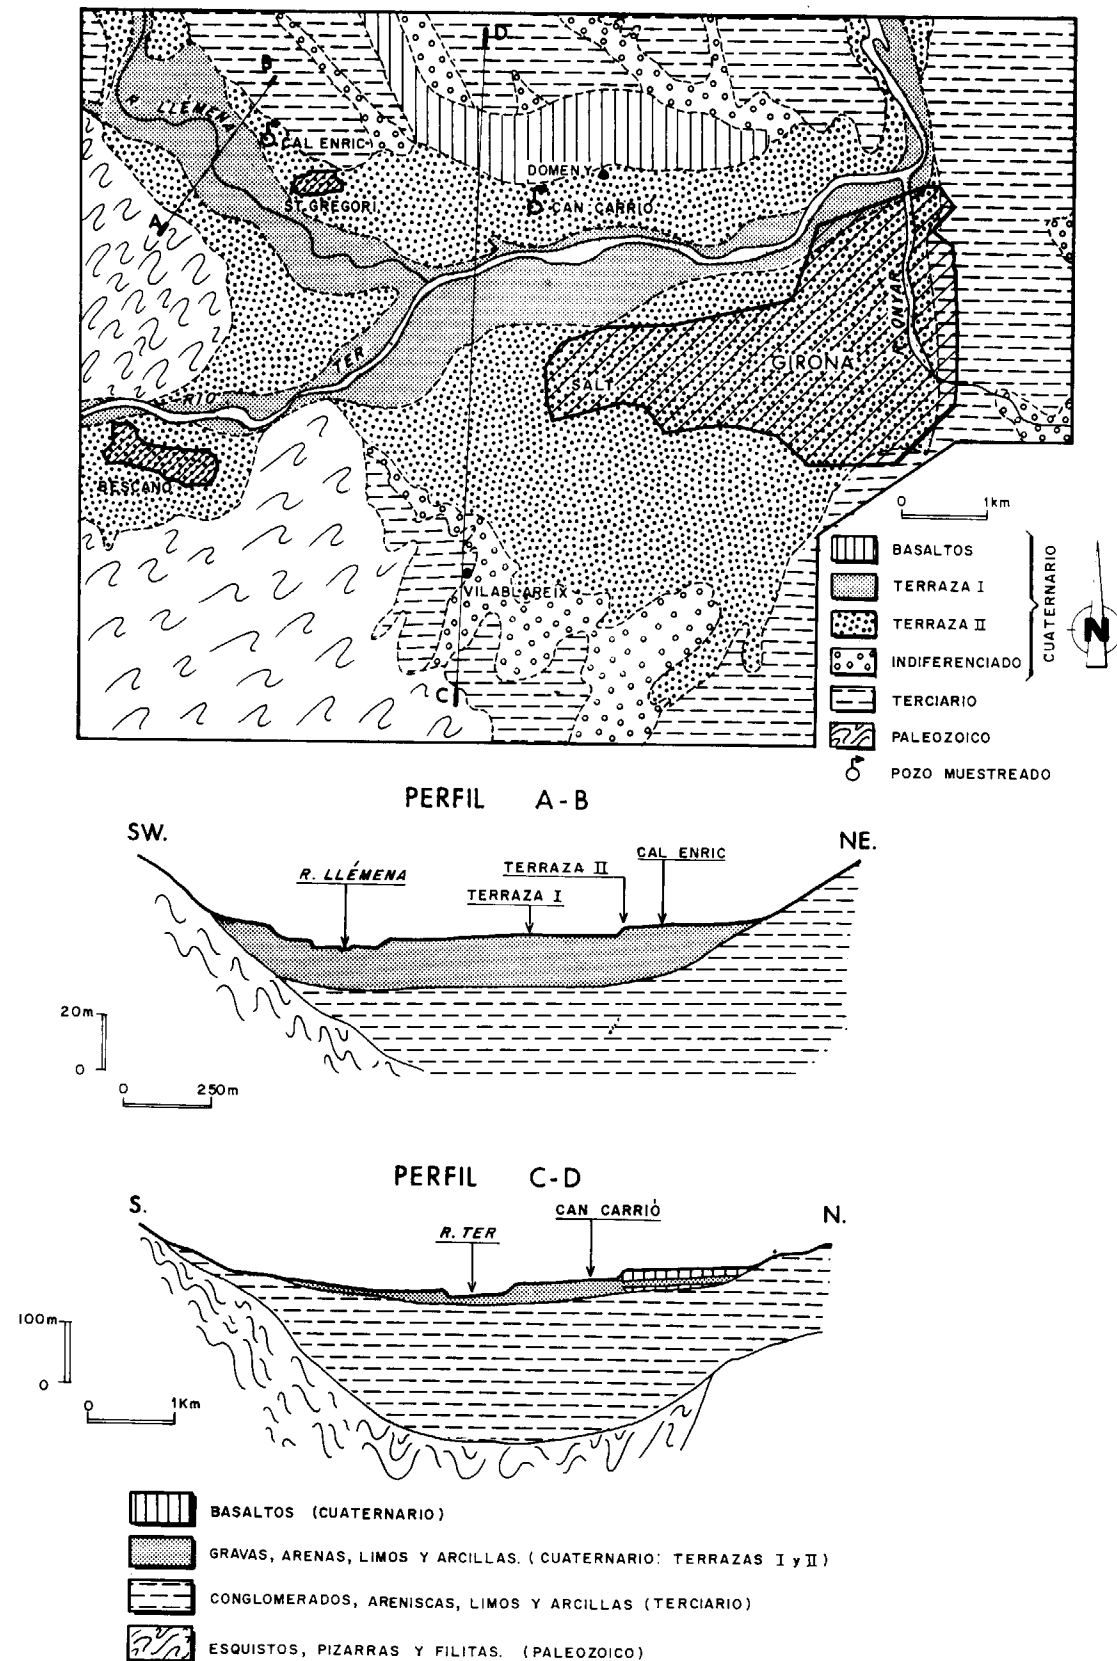 D
B
R. LLÉMENA
CAL ENRIC
DOMENY
ST. GREGORI
CAN CARRIO
A
R. ONYAR
TER
GIRONA
SALT
RIO
BESCANO
0 1km
BASALTOS
TERRAZA I
TERRAZA II
INDIFERENCIADO
CUATERNARIO
N
VILABLAREIX
C
TERCIARIO
PALEOZOICO
POZO MUESTREADO
PERFIL A-B
SW.
NE.
CAL ENRIC
TERRAZA II
R. LLÉMENA
TERRAZA I
20m
0
0 250m
PERFIL C-D
S.
N.
CAN CARRIÓ
R. TER
100m
0
0 1Km
BASALTOS (CUATERNARIO)
GRAVAS, ARENAS, LIMOS Y ARCILLAS. (CUATERNARIO: TERRAZAS I y II)
CONGLOMERADOS, ARENISCAS, LIMOS Y ARCILLAS (TERCIARIO)
ESQUISTOS, PIZARRAS Y FILITAS. (PALEOZOICO)